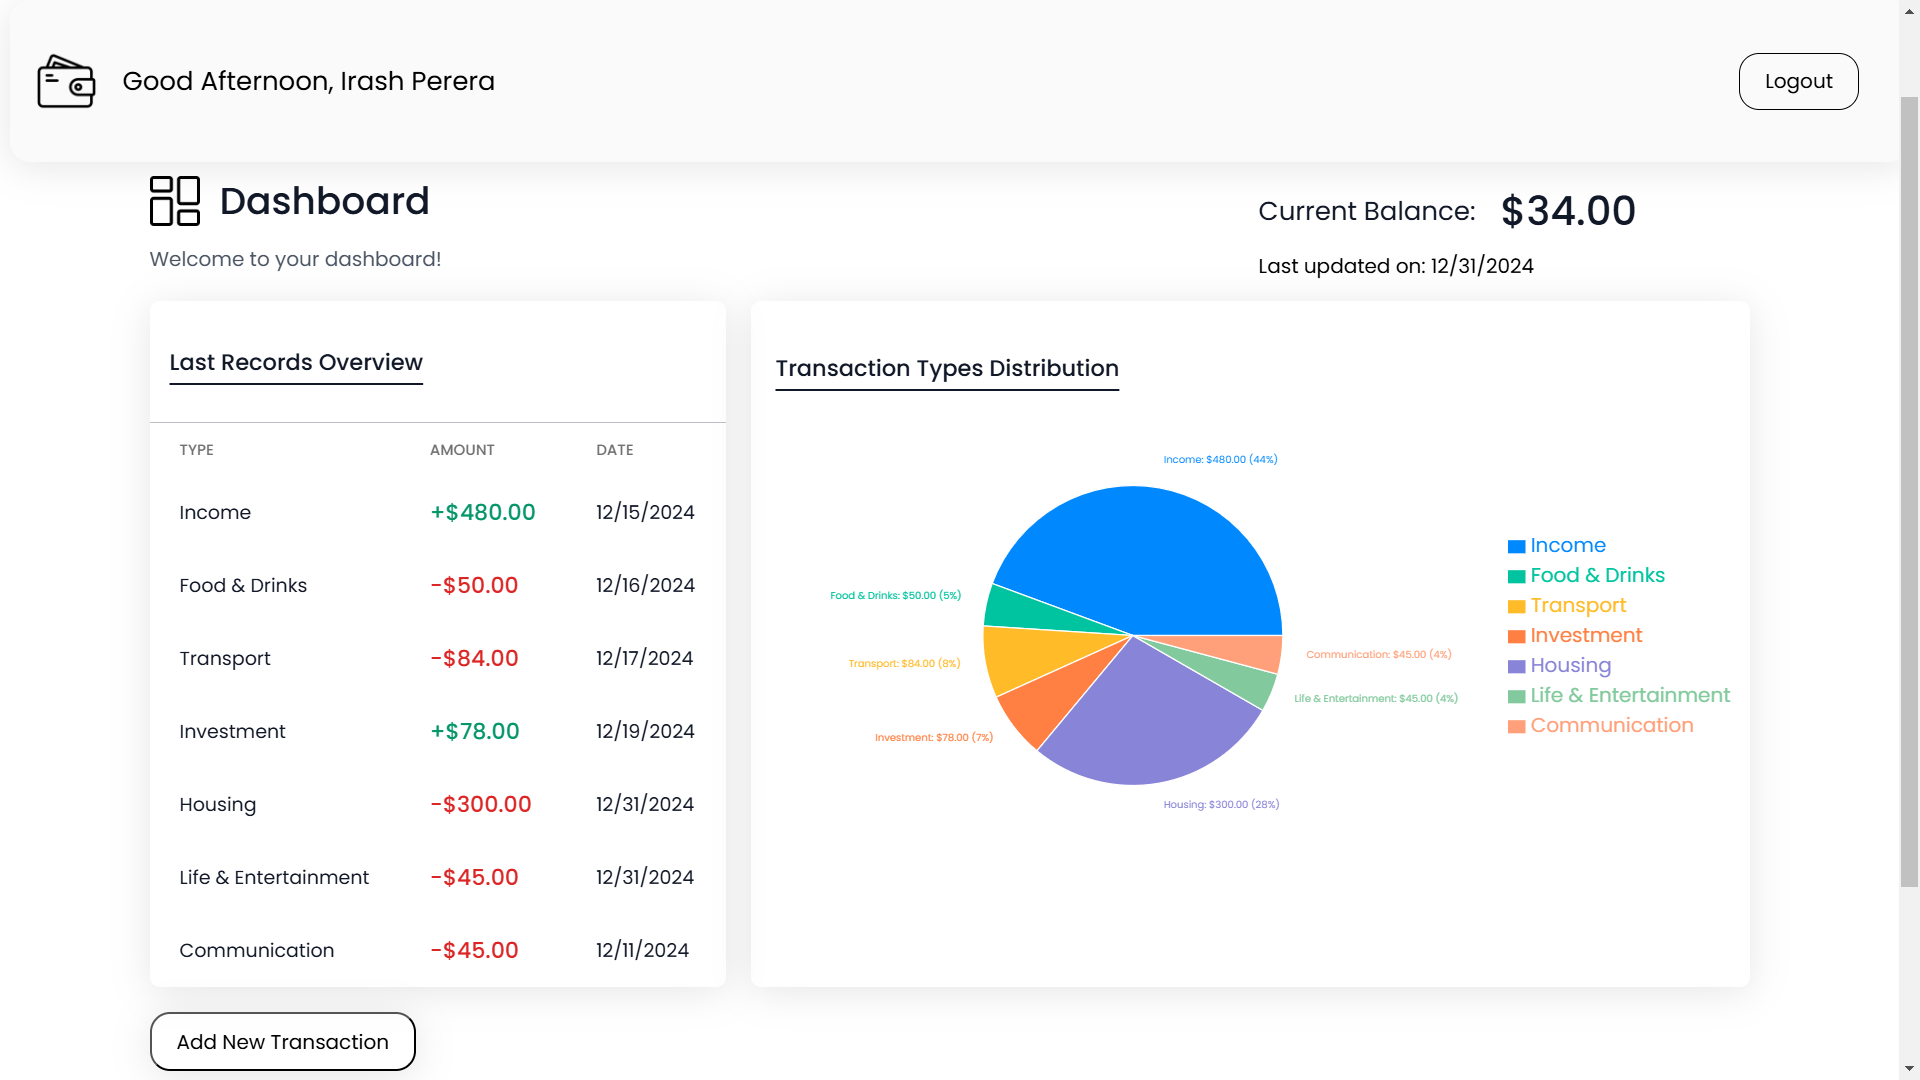 Good Afternoon, Irash Perera
Logout
Dashboard
Welcome to your dashboard!
Current Balance: $34.00
Last updated on: 12/31/2024
Last Records Overview
TYPE AMOUNT DATE
Income +$480.00 12/15/2024
Food & Drinks -$50.00 12/16/2024
Transport -$84.00 12/17/2024
Investment +$78.00 12/19/2024
Housing -$300.00 12/31/2024
Life & Entertainment -$45.00 12/31/2024
Communication -$45.00 12/11/2024
Add New Transaction
Transaction Types Distribution
Income: $480.00 (44%)
Food & Drinks: $50.00 (5%)
Transport: $84.00 (8%)
Investment: $78.00 (7%)
Housing: $300.00 (28%)
Life & Entertainment: $45.00 (4%)
Communication: $45.00 (4%)
Income
Food & Drinks
Transport
Investment
Housing
Life & Entertainment
Communication